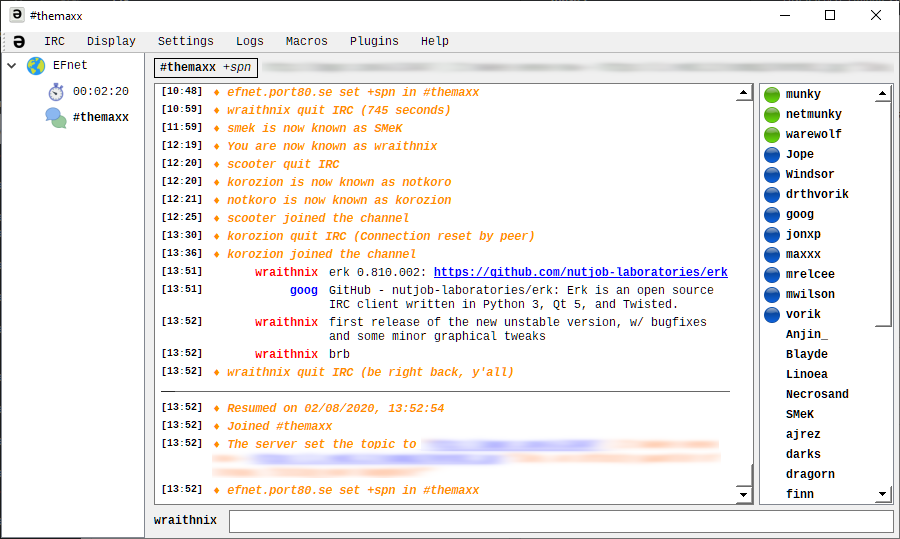 ə #themaxx
ə IRC Display Settings Logs Macros Plugins Help
EFnet
00:02:20
#themaxx
#themaxx +spn
[10:48] ♦ efnet.port80.se set +spn in #themaxx
[10:59] ♦ wraithnix quit IRC (745 seconds)
[11:59] ♦ smek is now known as SMeK
[12:19] ♦ You are now known as wraithnix
[12:20] ♦ scooter quit IRC
[12:20] ♦ korozion is now known as notkoro
[12:21] ♦ notkoro is now known as korozion
[12:25] ♦ scooter joined the channel
[13:30] ♦ korozion quit IRC (Connection reset by peer)
[13:36] ♦ korozion joined the channel
[13:51] wraithnix erk 0.810.002: https://github.com/nutjob-laboratories/erk
[13:51] goog GitHub - nutjob-laboratories/erk: Erk is an open source
IRC client written in Python 3, Qt 5, and Twisted.
[13:52] wraithnix first release of the new unstable version, w/ bugfixes
and some minor graphical tweaks
[13:52] wraithnix brb
[13:52] ♦ wraithnix quit IRC (be right back, y'all)
[13:52] ♦ Resumed on 02/08/2020, 13:52:54
[13:52] ♦ Joined #themaxx
[13:52] ♦ The server set the topic to
[13:52] ♦ efnet.port80.se set +spn in #themaxx
munky
netmunky
warewolf
Jope
Windsor
drthvorik
goog
jonxp
maxxx
mrelcee
mwilson
vorik
Anjin_
Blayde
Linoea
Necrosand
SMeK
ajrez
darks
dragorn
finn
wraithnix